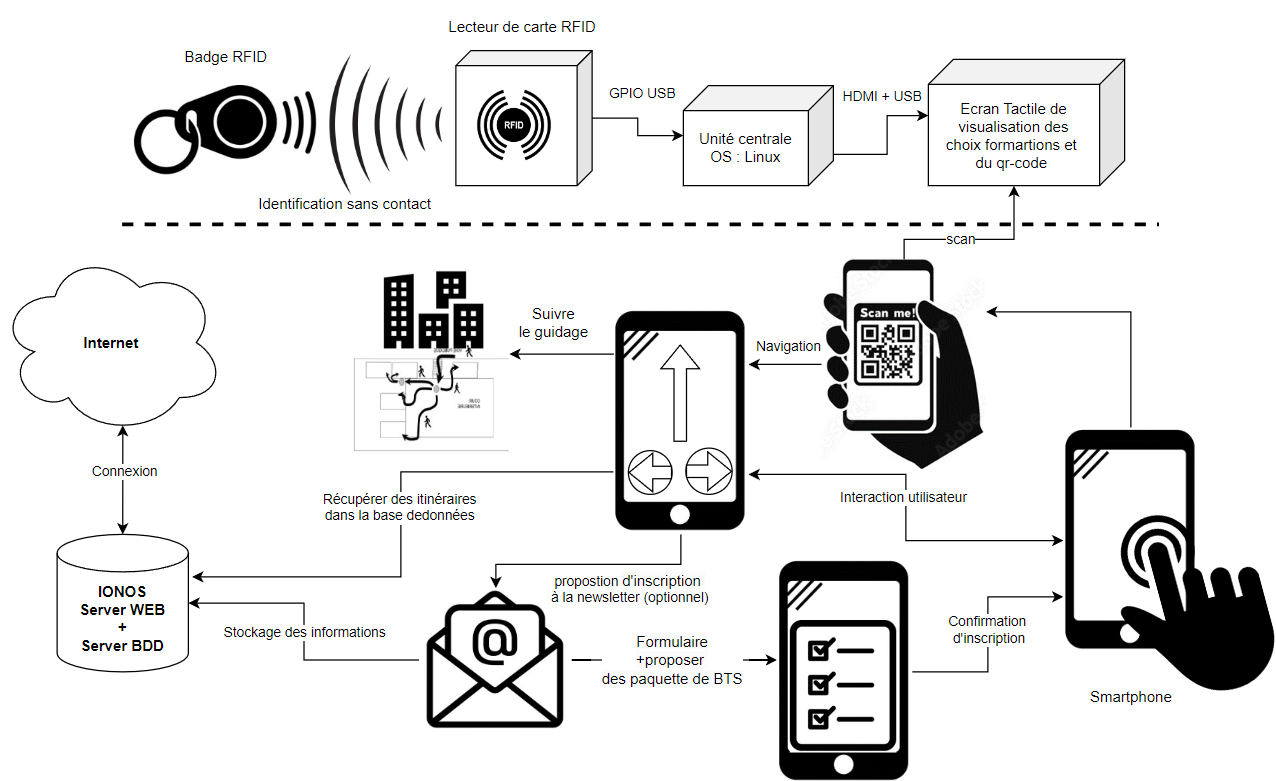 Lecteur de carte RFID
Badge RFID
RFID
GPIO USB
HDMI + USB
Unité centrale
OS : Linux
Ecran Tactile de
visualisation des
choix formartions et
du qr-code
Identification sans contact
scan
Internet
Suivre
le guidage
Navigation
Scan me!
Connexion
Récupérer des itinéraires
dans la base dedonnées
Interaction utilisateur
IONOS
Server WEB
+
Server BDD
propostion d'inscription
à la newsletter (optionnel)
Stockage des informations
@
Formulaire
+proposer
des paquette de BTS
Confirmation
d'inscription
Smartphone